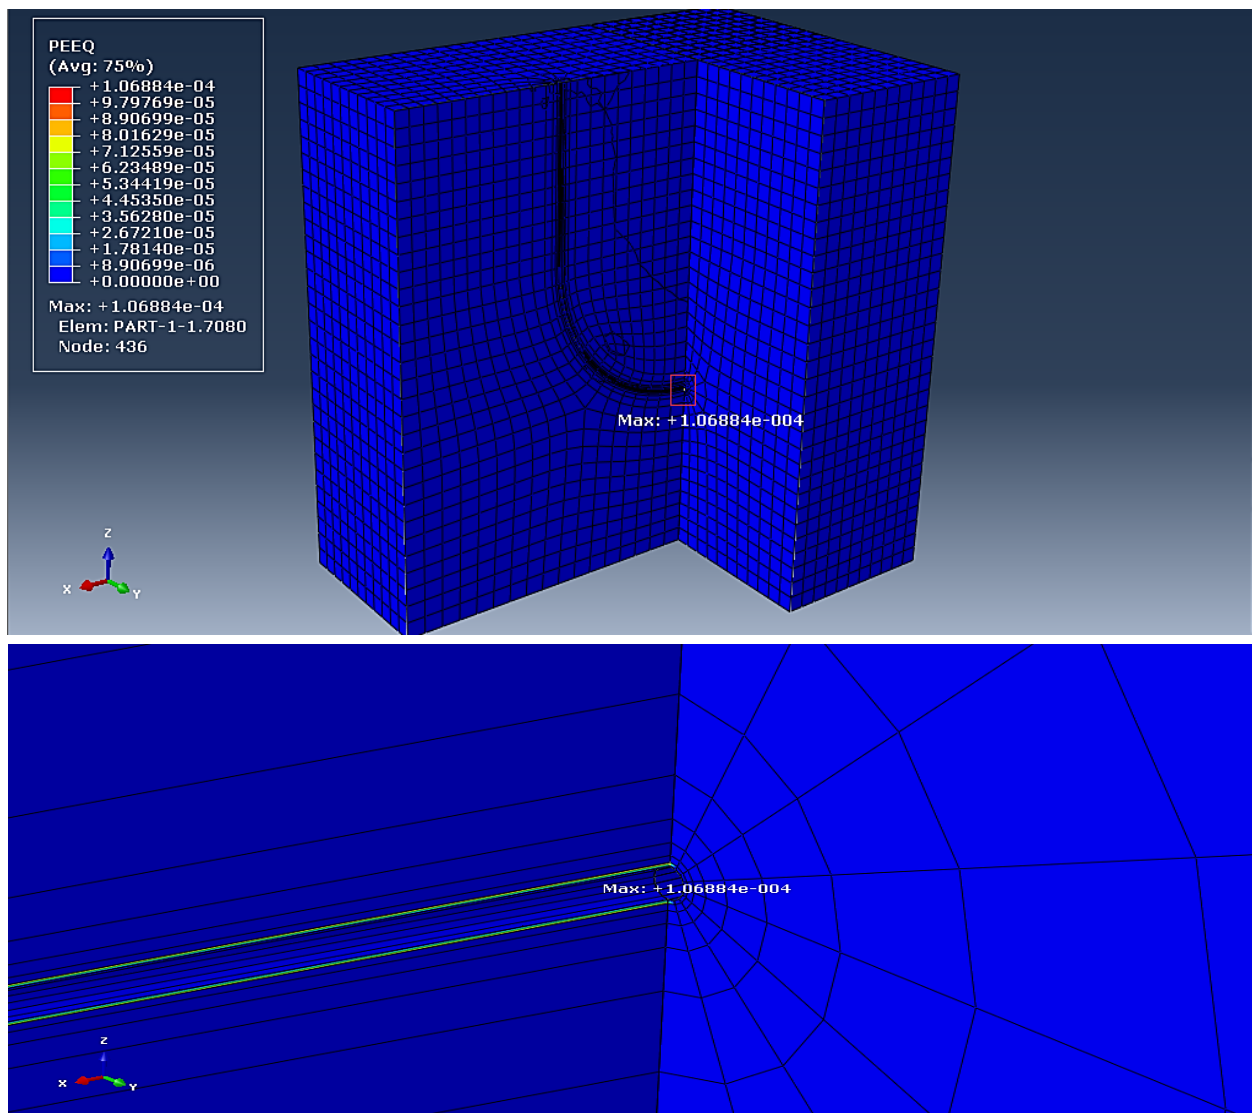 PEEQ
(Avg: 75%)
+1.06884e-04
+9.79769e-05
+8.90699e-05
+8.01629e-05
+7.12559e-05
+6.23489e-05
+5.34419e-05
+4.45350e-05
+3.56280e-05
+2.67210e-05
+1.78140e-05
+8.90699e-06
+0.00000e+00
Max: +1.06884e-04
Elem: PART-1-1.7080
Node: 436
Max: +1.06884e-004
Z
X
Y
Max: +1.06884e-004
Z
X
Y